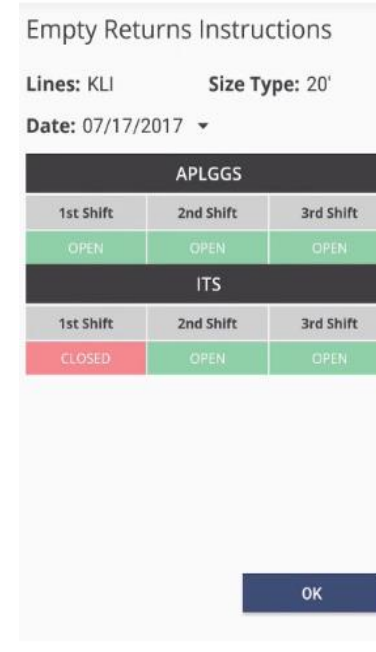 Empty Returns Instructions
Lines: KLI Size Type: 20'
Date: 07/17/2017
APLGGS
1st Shift 2nd Shift 3rd Shift
OPEN OPEN OPEN
ITS
1st Shift 2nd Shift 3rd Shift
CLOSED OPEN OPEN
OK